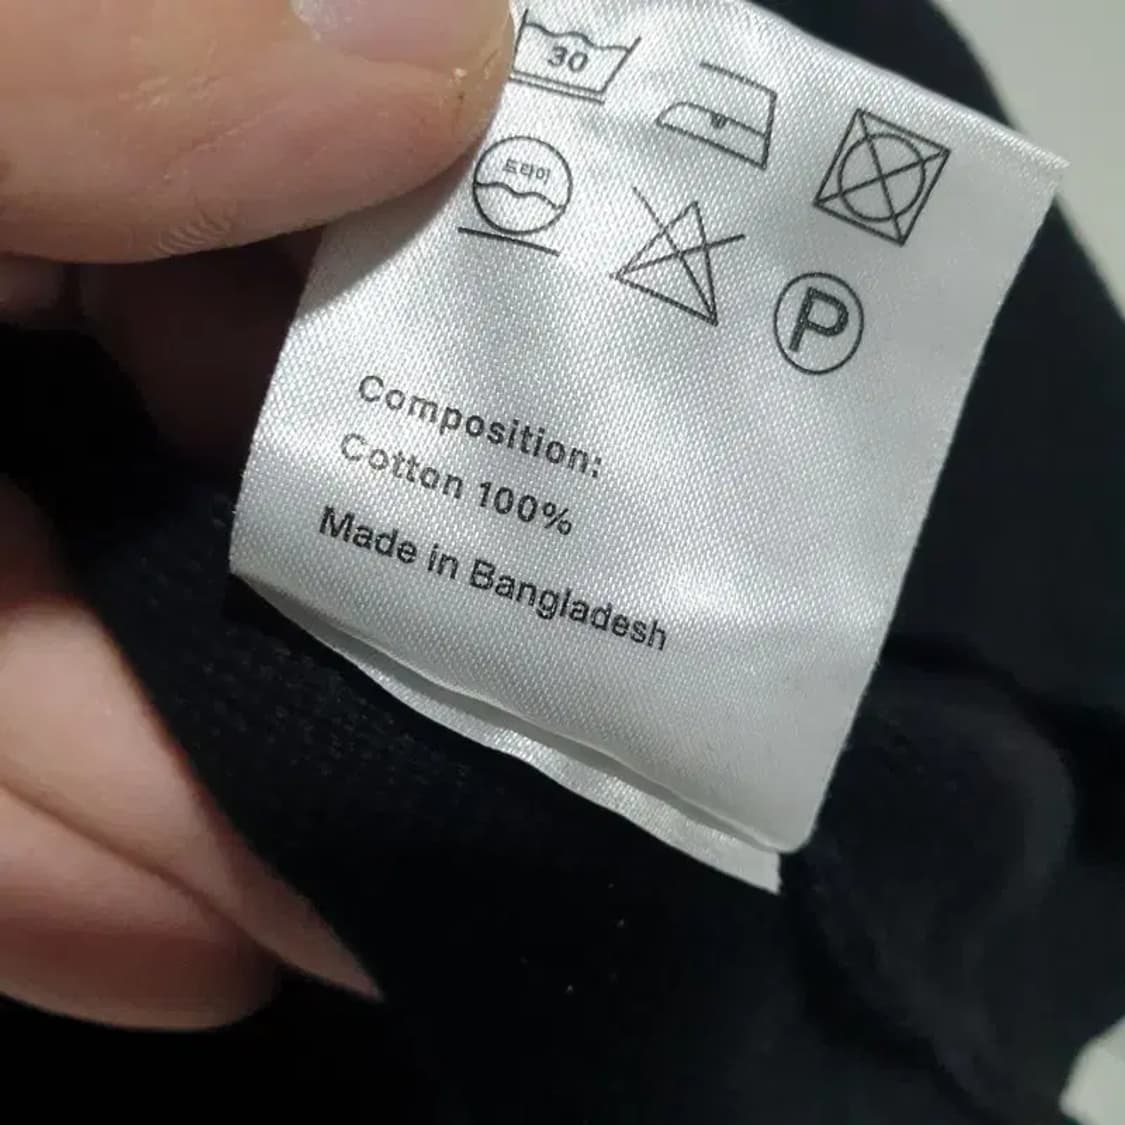 30
드라이
P
Composition:
Cotton 100%
Made in Bangladesh